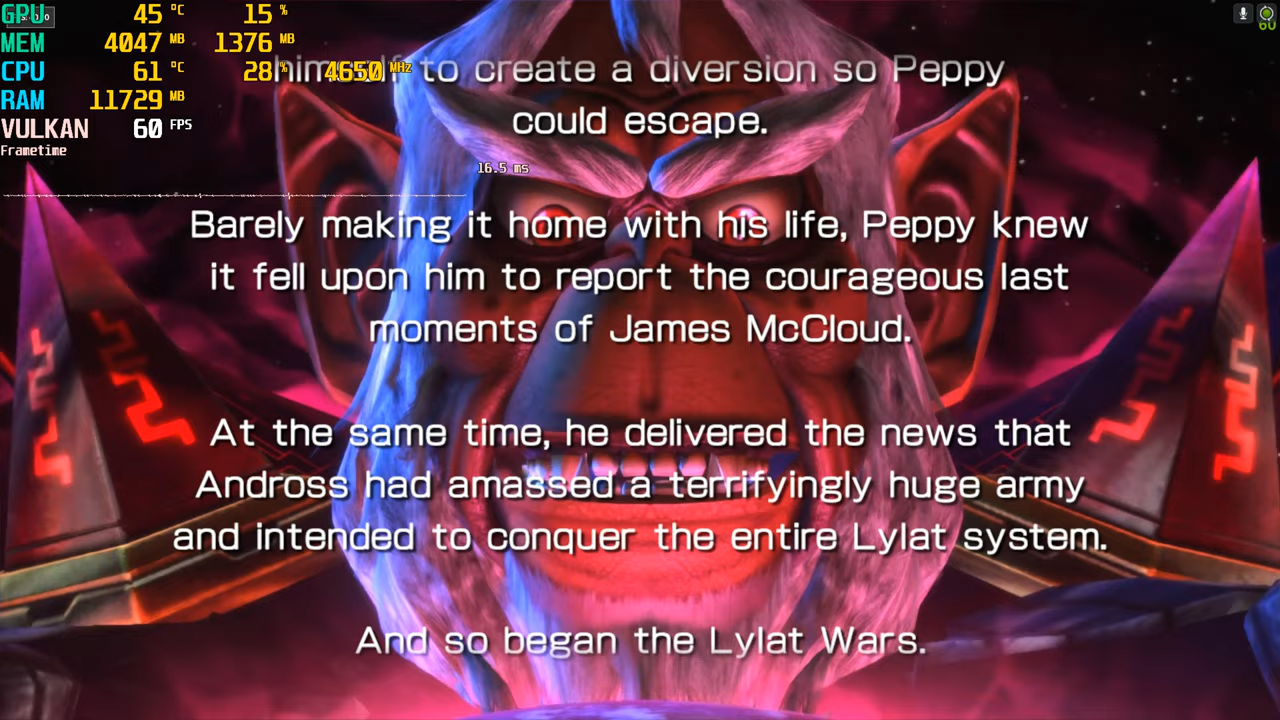 GPU 45 °C 15 %
MEM 4047 MB 1376 MB
CPU 61 °C 28 % 4650 MHz
RAM 11729 MB
VULKAN 60 FPS
Frametime
16.5 ms
to create a diversion so Peppy
could escape.
Barely making it home with his life, Peppy knew
it fell upon him to report the courageous last
moments of James McCloud.
At the same time, he delivered the news that
Andross had amassed a terrifyingly huge army
and intended to conquer the entire Lylat system.
And so began the Lylat Wars.